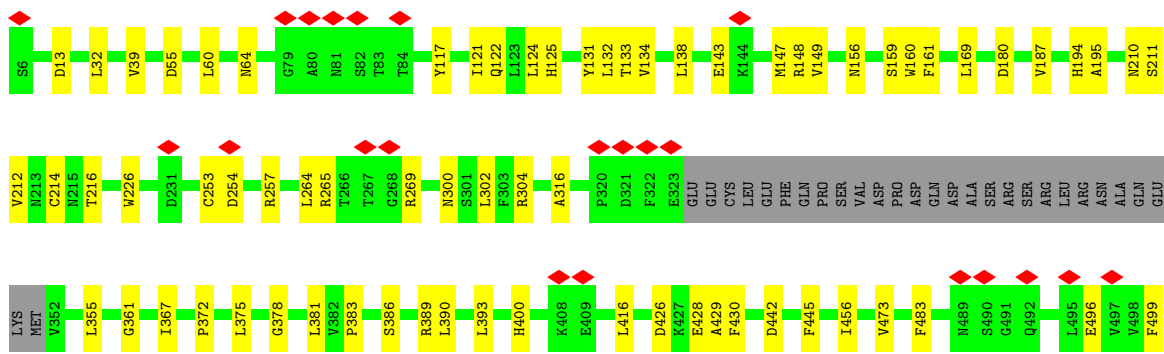 S6 D13 L32 V39 D55 L60 N64 G79 A80 N81 S82 T83 T84 Y117 I121 Q122 L123 L124 H125 Y131 L132 T133 V134 L138 E143 K144 M147 R148 V149 N156 S159 W160 F161 L169 D180 V187 H194 A195 N210 S211
V212 N213 C214 N215 T216 W226 D231 C253 D254 R257 L264 R265 T266 T267 G268 R269 N300 S301 L302 F303 R304 A316 P320 D321 F322 E323 GLU GLU CYS LEU GLU PHE GLN PRO SER VAL ASP PRO ASP GLN ASP ALA SER ARG SER ARG LEU ARG ASN ALA GLN GLU
LYS MET V352 L355 G361 I367 P372 L375 G378 L381 V382 P383 S386 R389 L390 L393 H400 K408 E409 L416 D426 K427 E428 A429 F430 D442 F445 I456 V473 F483 N489 S490 G491 Q492 L495 E496 V497 V498 F499